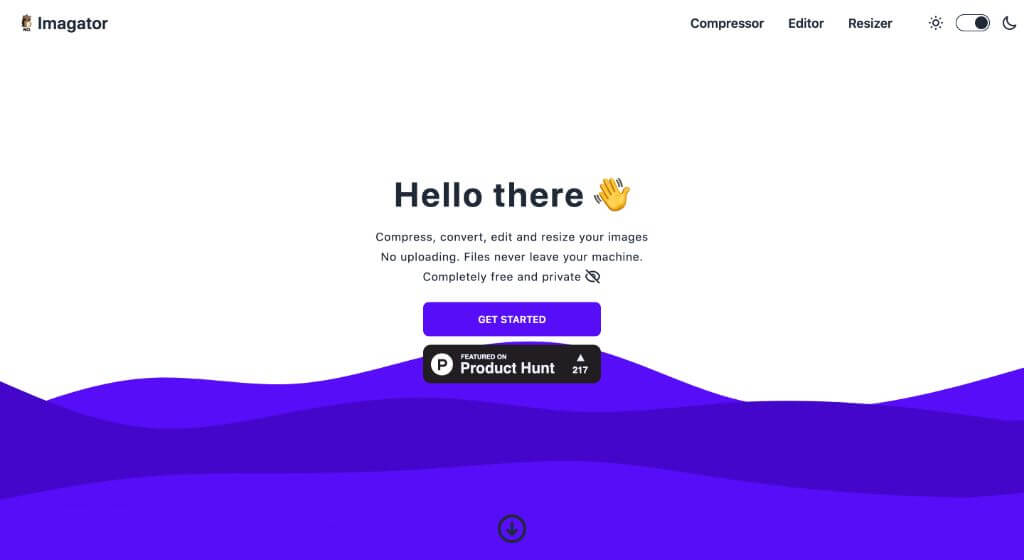 Imagator
Compressor Editor Resizer
Hello there 👋
Compress, convert, edit and resize your images
No uploading. Files never leave your machine.
Completely free and private
GET STARTED
FEATURED ON
Product Hunt
217